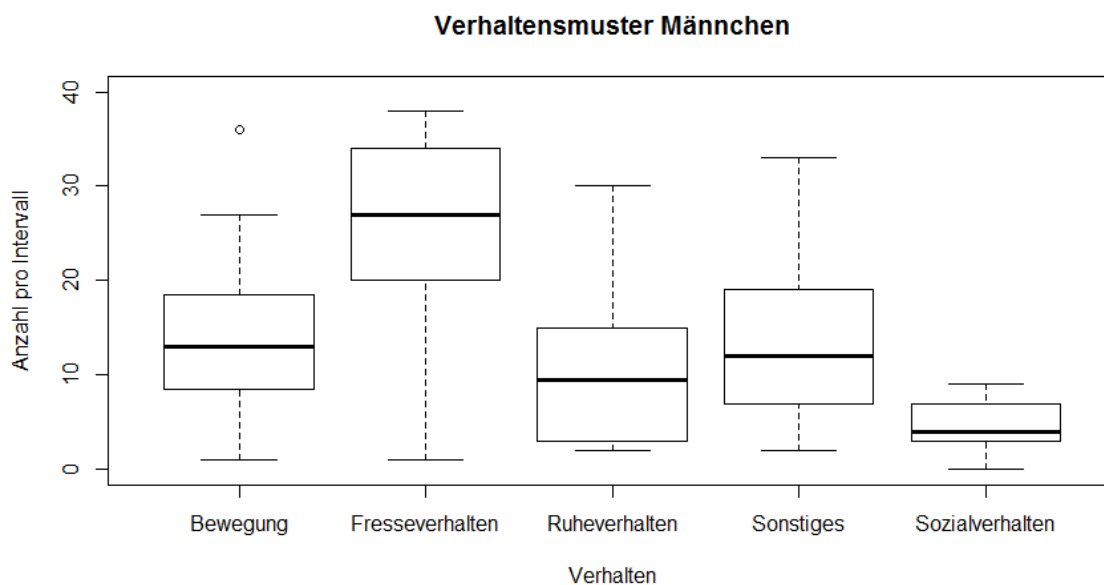 Verhaltensmuster Männchen
Anzahl pro Intervall
40
30
20
10
0
Bewegung Fresseverhalten Ruheverhalten Sonstiges Sozialverhalten
Verhalten